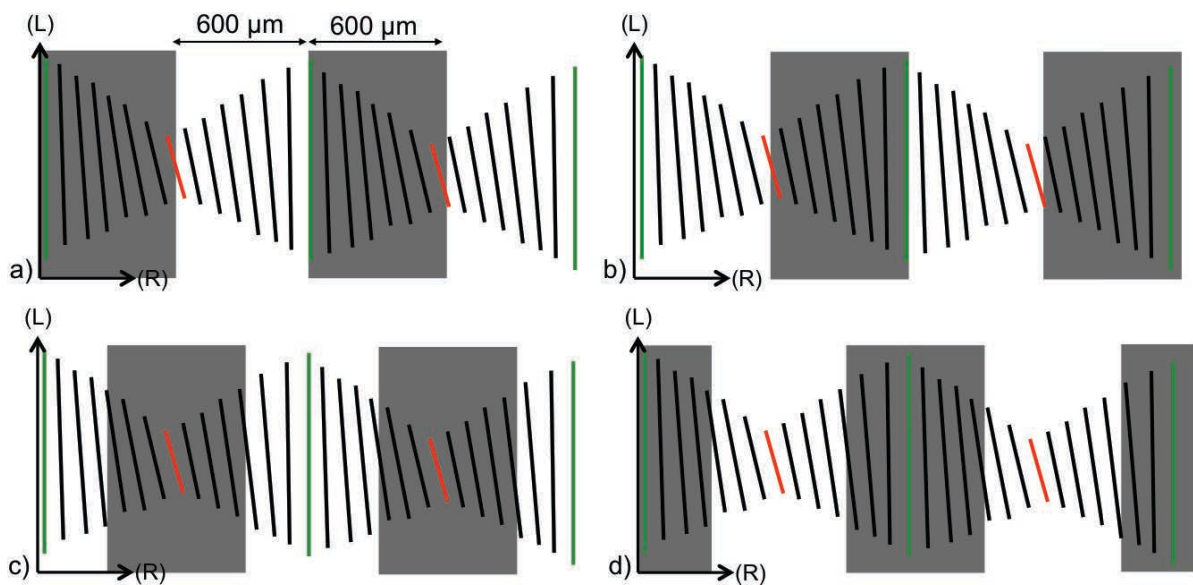 (L) 600 µm 600 µm
a) (R)
(L)
b) (R)
(L)
c) (R)
(L)
d) (R)